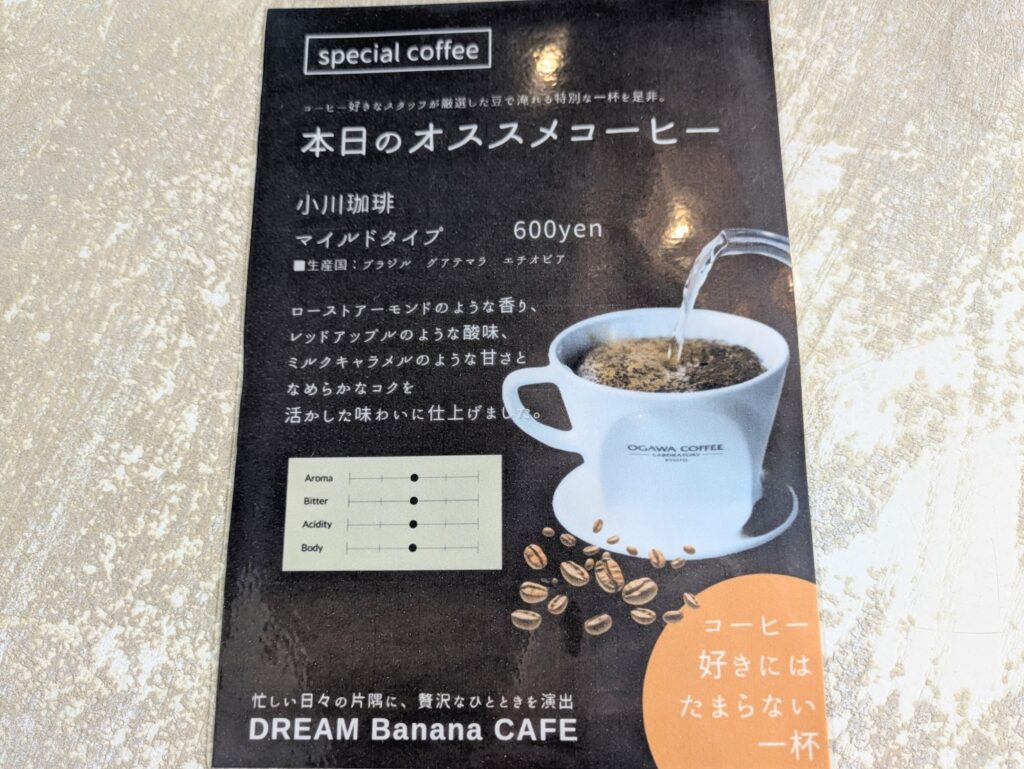 special coffee
コーヒー好きなスタッフが厳選した豆で淹れる特別な一杯を是非。
本日のオススメコーヒー
小川珈琲
マイルドタイプ 600yen
■生産国:ブラジル グアテマラ エチオピア
ローストアーモンドのような香り、
レッドアップルのような酸味、
ミルクキャラメルのような甘さと
なめらかなコクを
活かした味わいに仕上げました。
OGAWA COFFEE
LABORATORY
KYOTO
Aroma
Bitter
Acidity
Body
コーヒー
好きには
たまらない
一杯
忙しい日々の片隅に、贅沢なひとときを演出
DREAM Banana CAFE